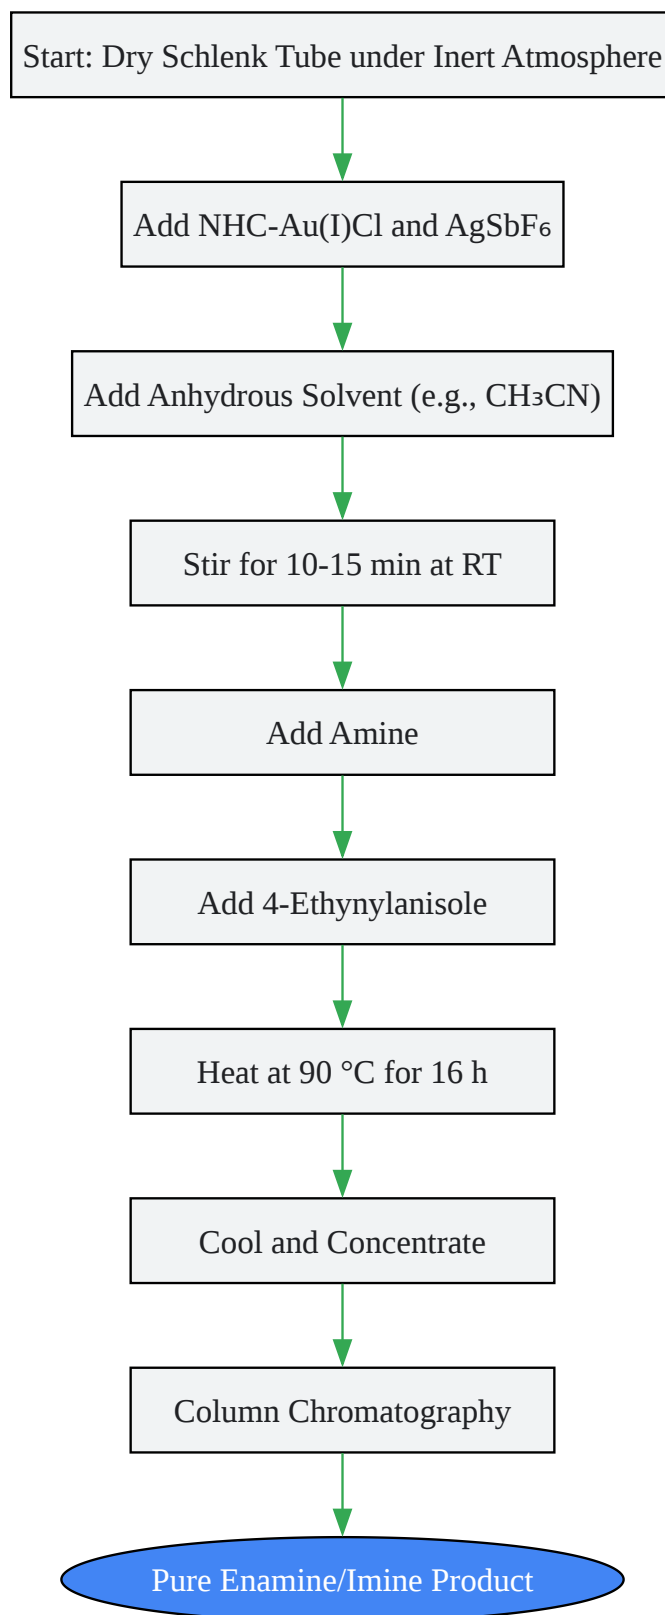 Start: Dry Schlenk Tube under Inert Atmosphere
Add NHC-Au(I)Cl and AgSbF₆
Add Anhydrous Solvent (e.g., CH₃CN)
Stir for 10-15 min at RT
Add Amine
Add 4-Ethynylanisole
Heat at 90 °C for 16 h
Cool and Concentrate
Column Chromatography
Pure Enamine/Imine Product